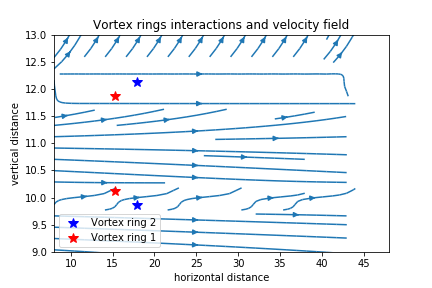 Vortex rings interactions and velocity field
vertical distance
13.0
12.5
12.0
11.5
11.0
10.5
10.0
9.5
9.0
Vortex ring 2
Vortex ring 1
10 15 20 25 30 35 40 45
horizontal distance